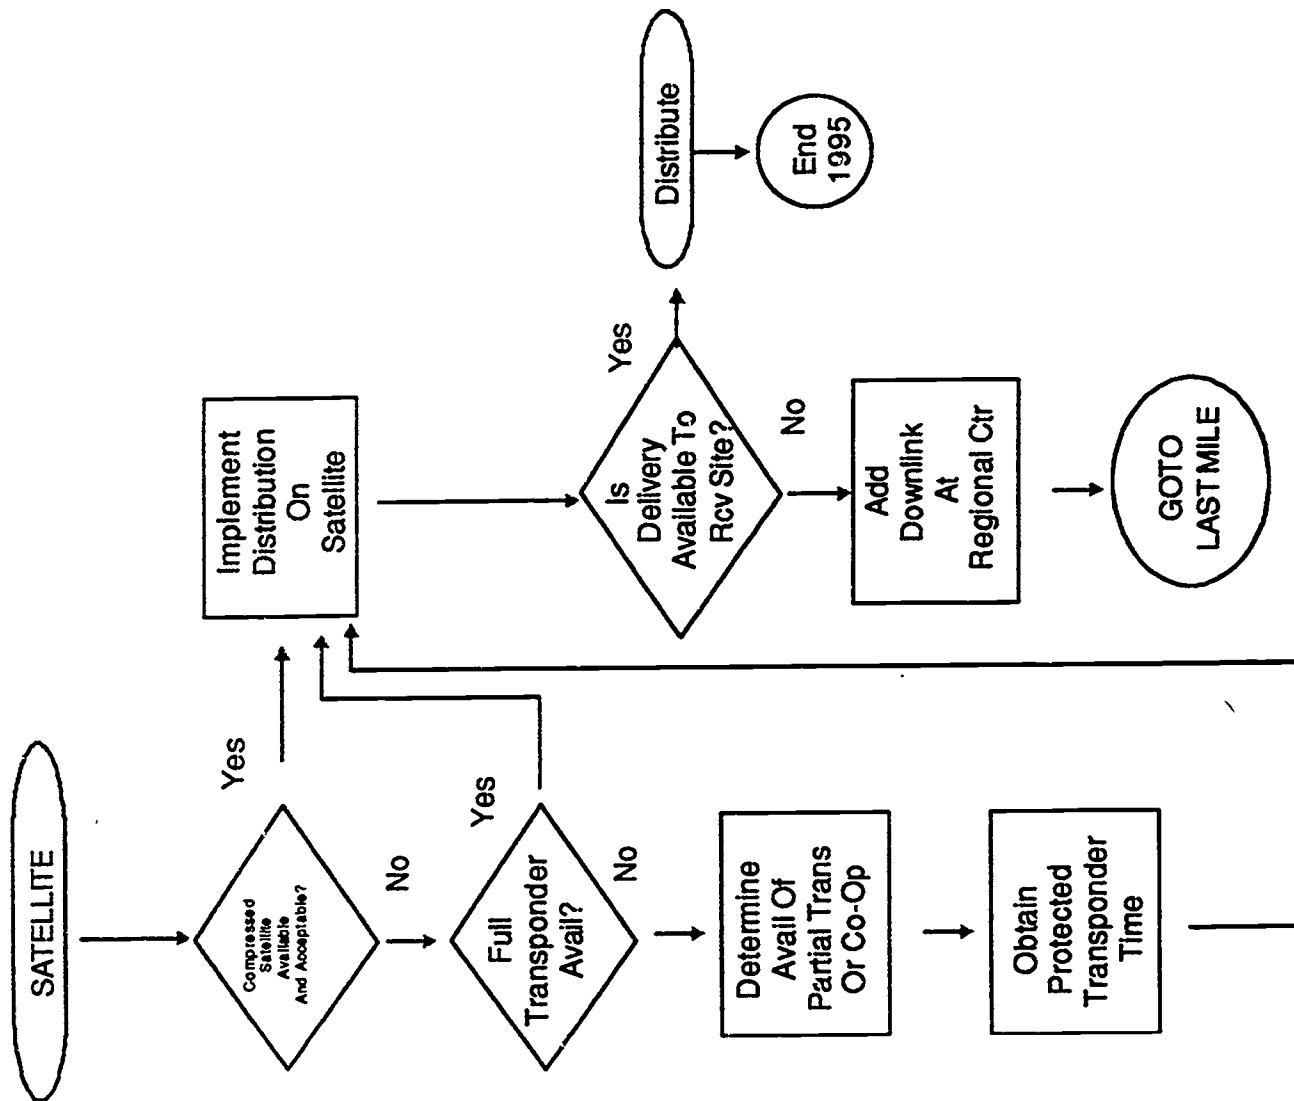 SATELLITE
Compressed
Satellite
Available
And Acceptable?
Yes
No
Full
Transponder
Avail?
Yes
No
Determine
Avail Of
Partial Trans
Or Co-Op
Obtain
Protected
Transponder
Time
Implement
Distribution
On
Satellite
Is
Delivery
Available To
Rcv Site?
Yes
No
Add
Downlink
At
Regional Ctr
GOTO
LAST MILE
Distribute
End
1995